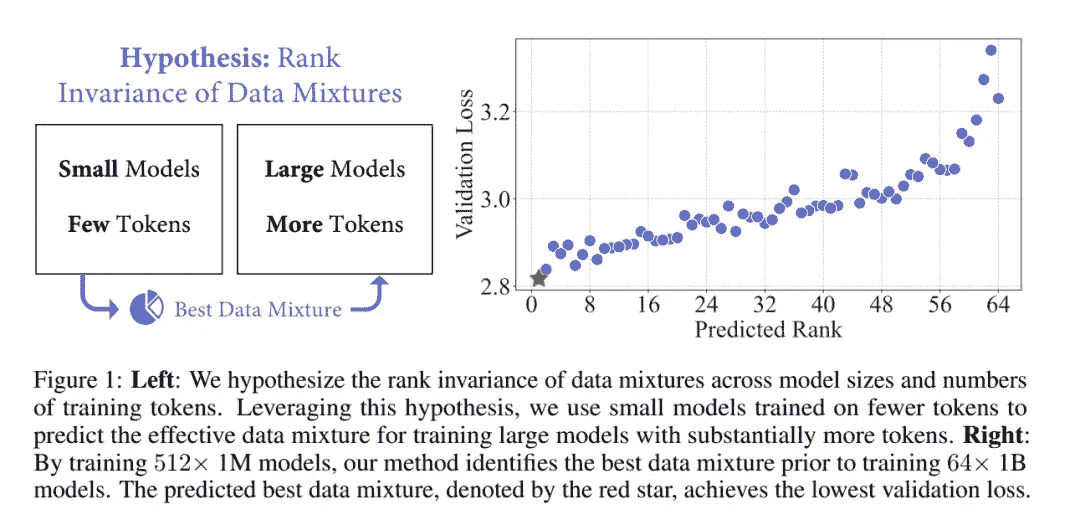 Hypothesis: Rank
Invariance of Data Mixtures
Small Models
Few Tokens
Large Models
More Tokens
Best Data Mixture
Validation Loss
3.2
3.0
2.8
0 8 16 24 32 40 48 56 64
Predicted Rank
Figure 1: Left: We hypothesize the rank invariance of data mixtures across model sizes and numbers
of training tokens. Leveraging this hypothesis, we use small models trained on fewer tokens to
predict the effective data mixture for training large models with substantially more tokens. Right:
By training 512× 1M models, our method identifies the best data mixture prior to training 64× 1B
models. The predicted best data mixture, denoted by the red star, achieves the lowest validation loss.